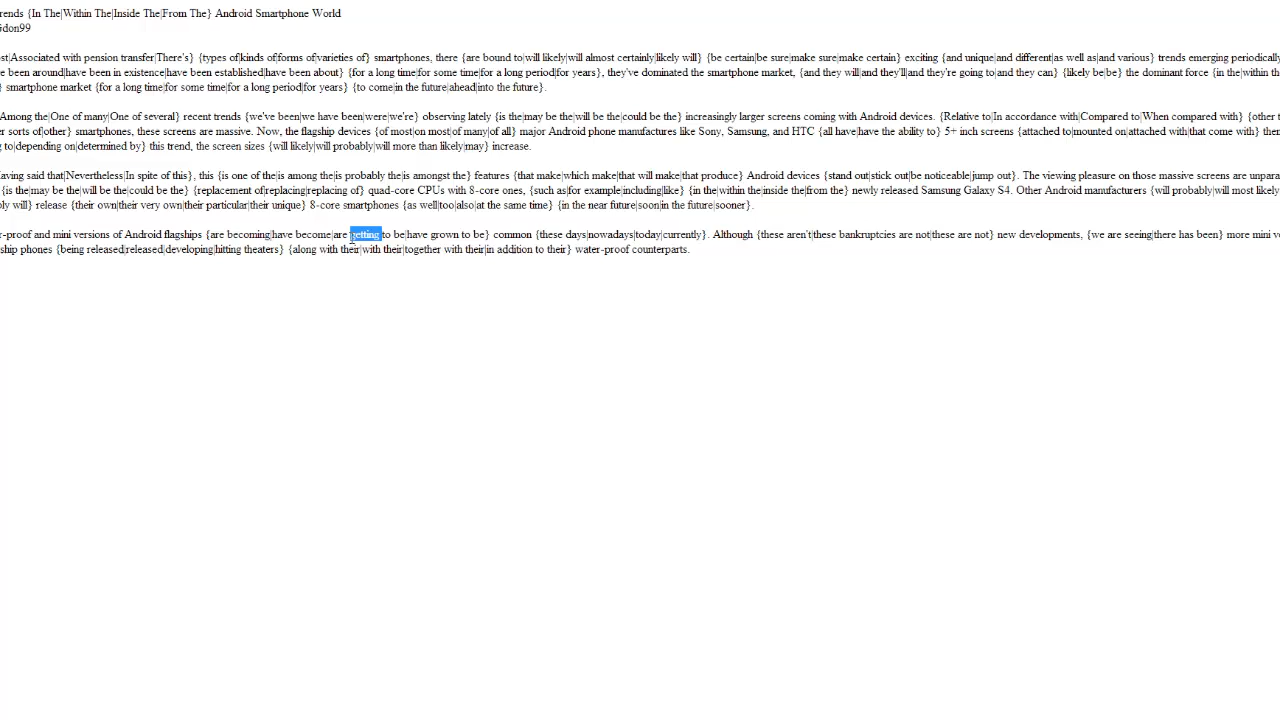 rends {In The|Within The|Inside The|From The} Android Smartphone World
don99
st|Associated with pension transfer|There's} {types of|kinds of|forms of|varieties of} smartphones, there {are bound to|will likely|will almost certainly|likely will} {be certain|be sure|make sure|make certain} exciting {and unique|and different|as well as|and various} trends emerging periodically
e been around|have been in existence|have been established|have been about} {for a long time|for some time|for a long period|for years}, they've dominated the smartphone market, {and they will|and they'll|and they're going to|and they can} {likely be|be} the dominant force {in the|within th
} smartphone market {for a long time|for some time|for a long period|for years} {to come|in the future|ahead|into the future}.
Among the|One of many|One of several} recent trends {we've been|we have been|were|we're} observing lately {is the|may be the|will be the|could be the} increasingly larger screens coming with Android devices. {Relative to|In accordance with|Compared to|When compared with} {other t
r sorts of|other} smartphones, these screens are massive. Now, the flagship devices {of most|on most|of many|of all} major Android phone manufactures like Sony, Samsung, and HTC {all have|have the ability to} 5+ inch screens {attached to|mounted on|attached with|that come with} then
g to|depending on|determined by} this trend, the screen sizes {will likely|will probably|will more than likely|may} increase.
aving said that|Nevertheless|In spite of this}, this {is one of the|is among the|is probably the|is amongst the} features {that make|which make|that will make|that produce} Android devices {stand out|stick out|be noticeable|jump out}. The viewing pleasure on those massive screens are unpara
{is the|may be the|will be the|could be the} {replacement of|replacing|replacing of} quad-core CPUs with 8-core ones, {such as|for example|including|like} {in the|within the|inside the|from the} newly released Samsung Galaxy S4. Other Android manufacturers {will probably|will most likely
ly will} release {their own|their very own|their particular|their unique} 8-core smartphones {as well|too|also|at the same time} {in the near future|soon|in the future|sooner}.
r-proof and mini versions of Android flagships {are becoming|have become|are getting to be|have grown to be} common {these days|nowadays|today|currently}. Although {these aren't|these bankruptcies are not|these are not} new developments, {we are seeing|there has been} more mini ve
ship phones {being released|released|developing|hitting theaters} {along with their|with their|together with their|in addition to their} water-proof counterparts.